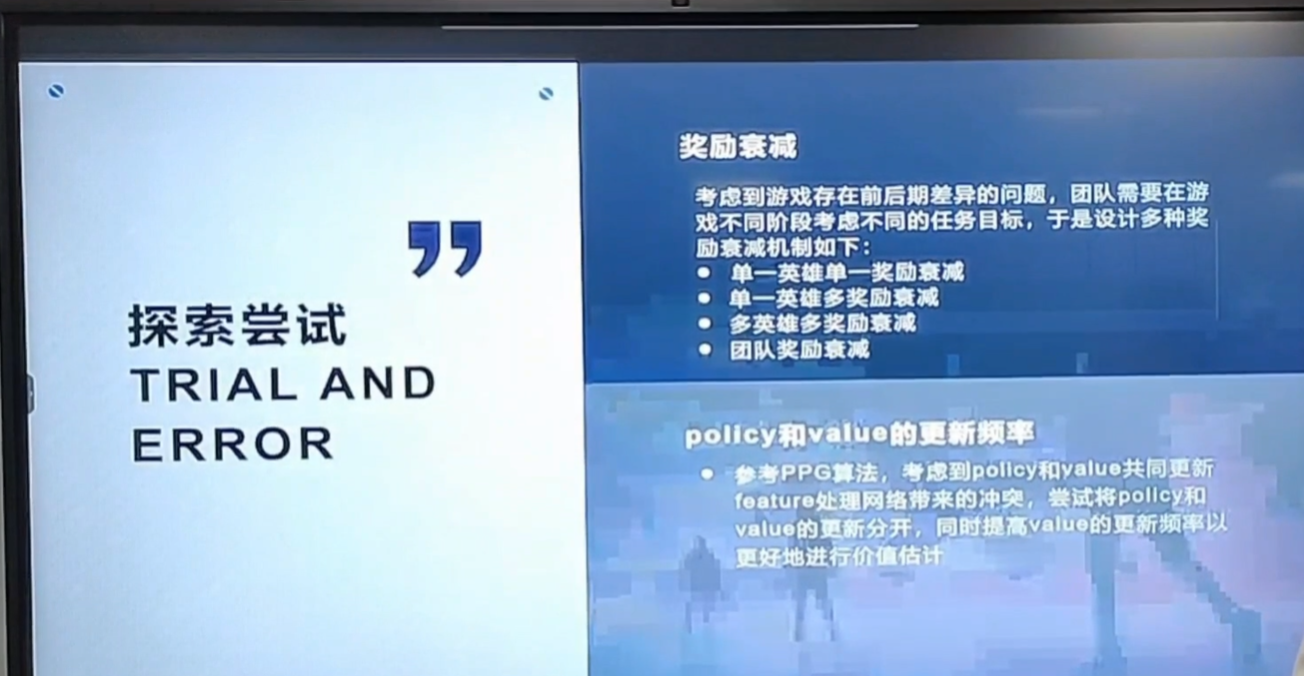 探索尝试
TRIAL AND
ERROR
奖励衰减
考虑到游戏存在前后期差异的问题，团队需要在游
戏不同阶段考虑不同的任务目标，于是设计多种奖
励衰减机制如下：
● 单一英雄单一奖励衰减
● 单一英雄多奖励衰减
● 多英雄多奖励衰减
● 团队奖励衰减
policy和value的更新频率
● 参考PPG算法，考虑到policy和value共同更新
feature处理网络带来的冲突，尝试将policy和
value的更新分开，同时提高value的更新频率以
更好地进行价值估计